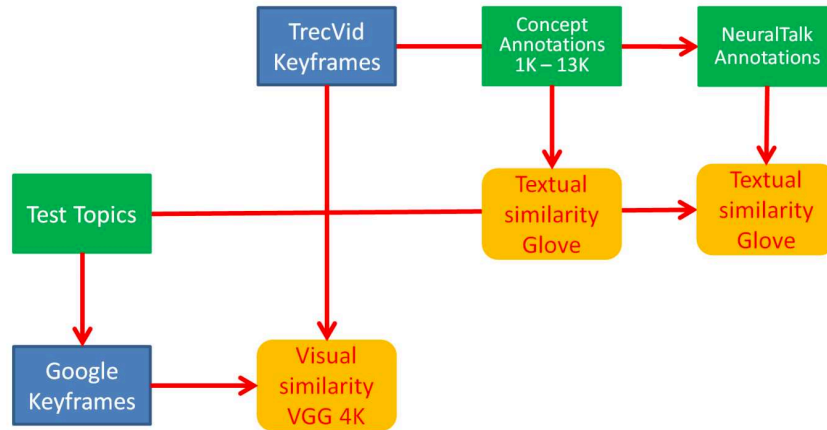 TrecVid
Keyframes
Concept
Annotations
1K – 13K
NeuralTalk
Annotations
Test Topics
Textual
similarity
Glove
Textual
similarity
Glove
Google
Keyframes
Visual
similarity
VGG 4K